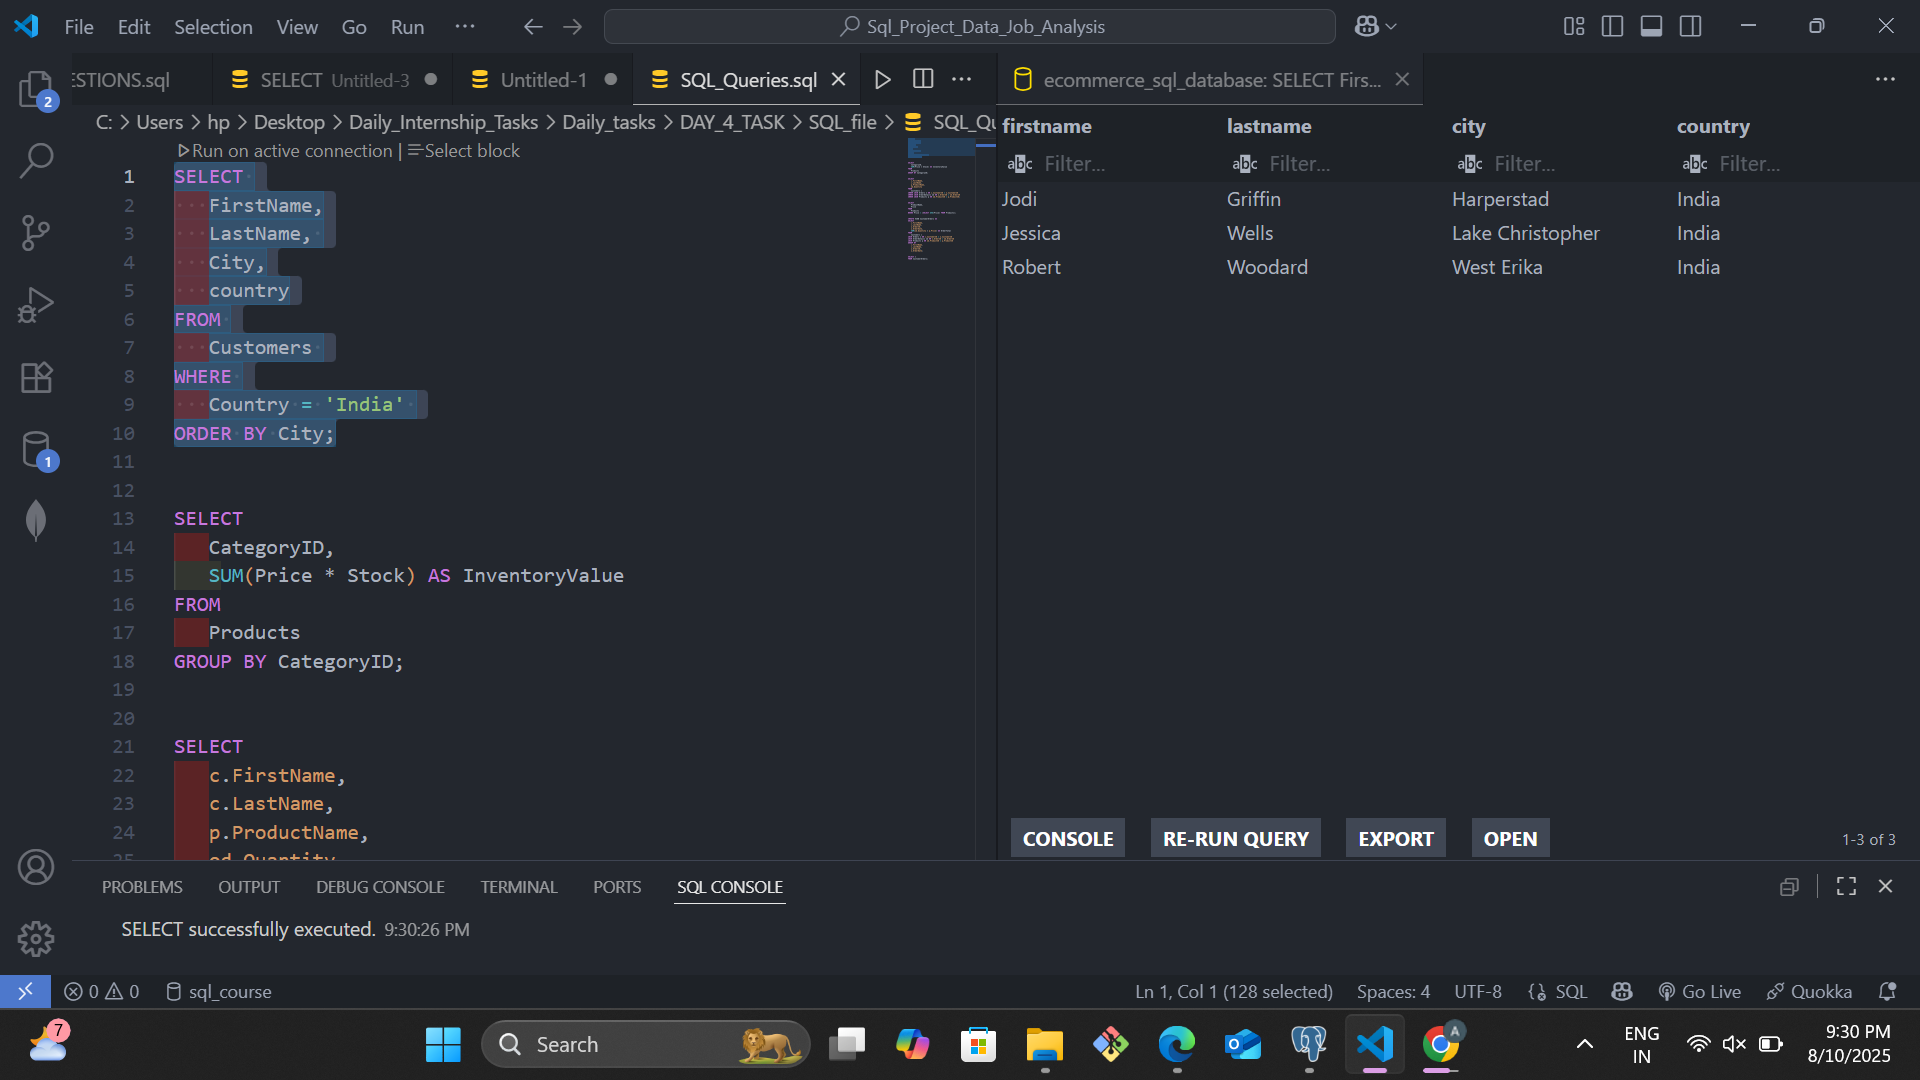 File Edit Selection View Go Run ... Sql_Project_Data_Job_Analysis
ESTIONS.sql SELECT Untitled-3 Untitled-1 SQL_Queries.sql ecommerce_sql_database: SELECT Firs...
C: > Users > hp > Desktop > Daily_Internship_Tasks > Daily_tasks > DAY_4_TASK > SQL_file > SQL_Qu
Run on active connection | Select block
1 SELECT
2 FirstName,
3 LastName,
4 City,
5 country
6 FROM
7 Customers
8 WHERE
9 Country = 'India'
10 ORDER BY City;
11
12
13 SELECT
14 CategoryID,
15 SUM(Price * Stock) AS InventoryValue
16 FROM
17 Products
18 GROUP BY CategoryID;
19
20
21 SELECT
22 c.FirstName,
23 c.LastName,
24 p.ProductName,
25 od.Quantity
firstname lastname city country
abc Filter... abc Filter... abc Filter... abc Filter...
Jodi Griffin Harperstad India
Jessica Wells Lake Christopher India
Robert Woodard West Erika India
CONSOLE RE-RUN QUERY EXPORT OPEN 1-3 of 3
PROBLEMS OUTPUT DEBUG CONSOLE TERMINAL PORTS SQL CONSOLE
SELECT successfully executed. 9:30:26 PM
2
1
0 0 sql_course Ln 1, Col 1 (128 selected) Spaces: 4 UTF-8 SQL Go Live Quokka
7 Search A ENG 9:30 PM
IN 8/10/2025